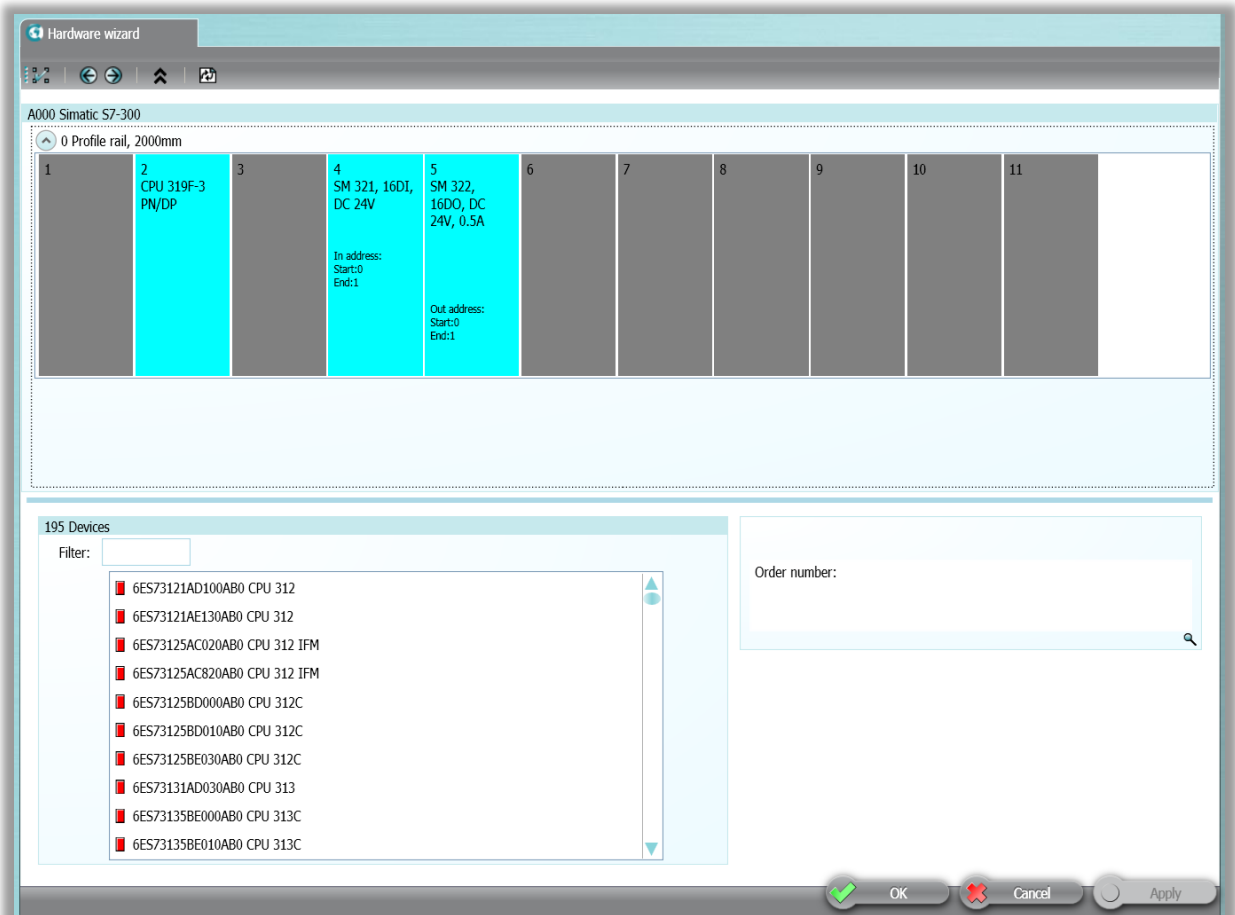 Hardware wizard
A000 Simatic S7-300
0 Profile rail, 2000mm
1
2
CPU 319F-3
PN/DP
3
4
SM 321, 16DI,
DC 24V
In address:
Start:0
End:1
5
SM 322,
16DO, DC
24V, 0.5A
Out address:
Start:0
End:1
6
7
8
9
10
11
195 Devices
Filter:
6ES73121AD100AB0 CPU 312
6ES73121AE130AB0 CPU 312
6ES73125AC020AB0 CPU 312 IFM
6ES73125AC820AB0 CPU 312 IFM
6ES73125BD000AB0 CPU 312C
6ES73125BD010AB0 CPU 312C
6ES73125BE030AB0 CPU 312C
6ES73131AD030AB0 CPU 313
6ES73135BE000AB0 CPU 313C
6ES73135BE010AB0 CPU 313C
Order number:
OK
Cancel
Apply